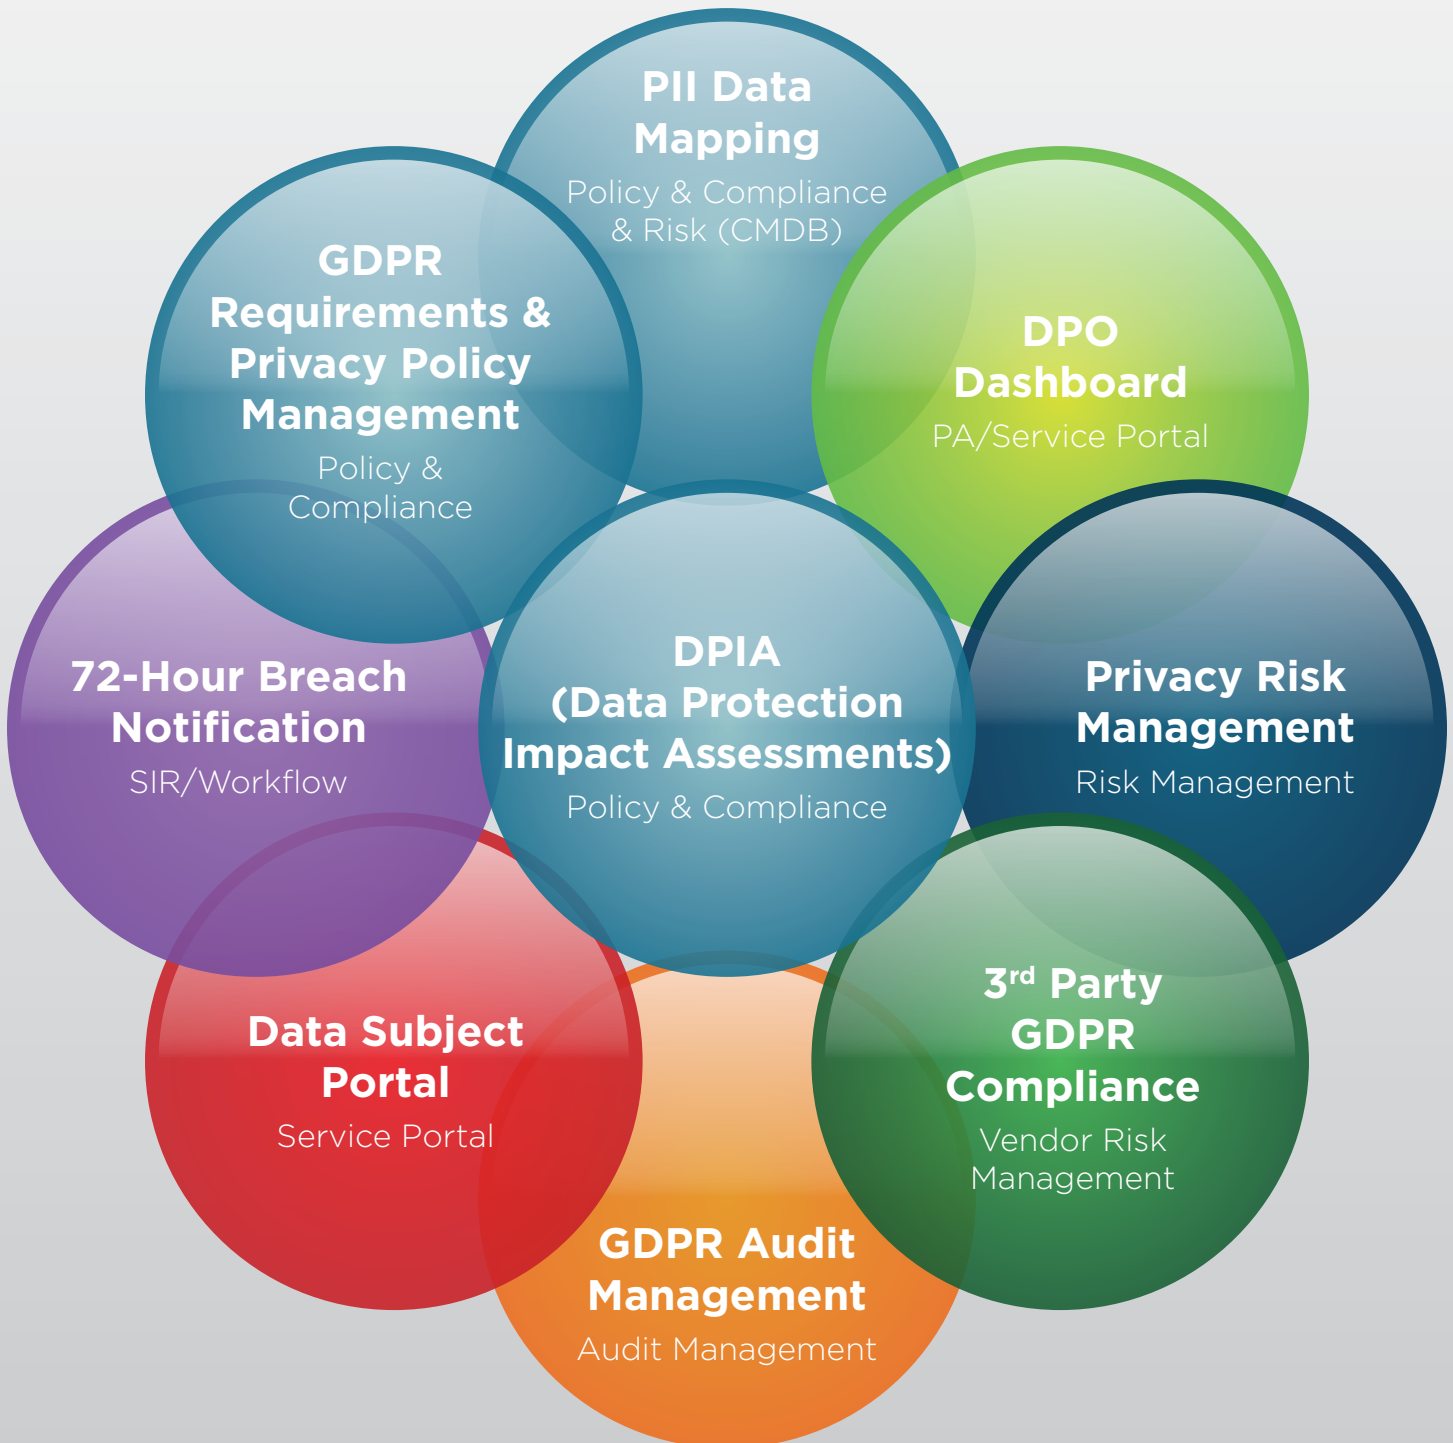 PII Data
Mapping
Policy & Compliance
& Risk (CMDB)
GDPR
Requirements &
Privacy Policy
Management
Policy &
Compliance
DPO
Dashboard
PA/Service Portal
72-Hour Breach
Notification
SIR/Workflow
DPIA
(Data Protection
Impact Assessments)
Policy & Compliance
Privacy Risk
Management
Risk Management
Data Subject
Portal
Service Portal
3rd Party
GDPR
Compliance
Vendor Risk
Management
GDPR Audit
Management
Audit Management